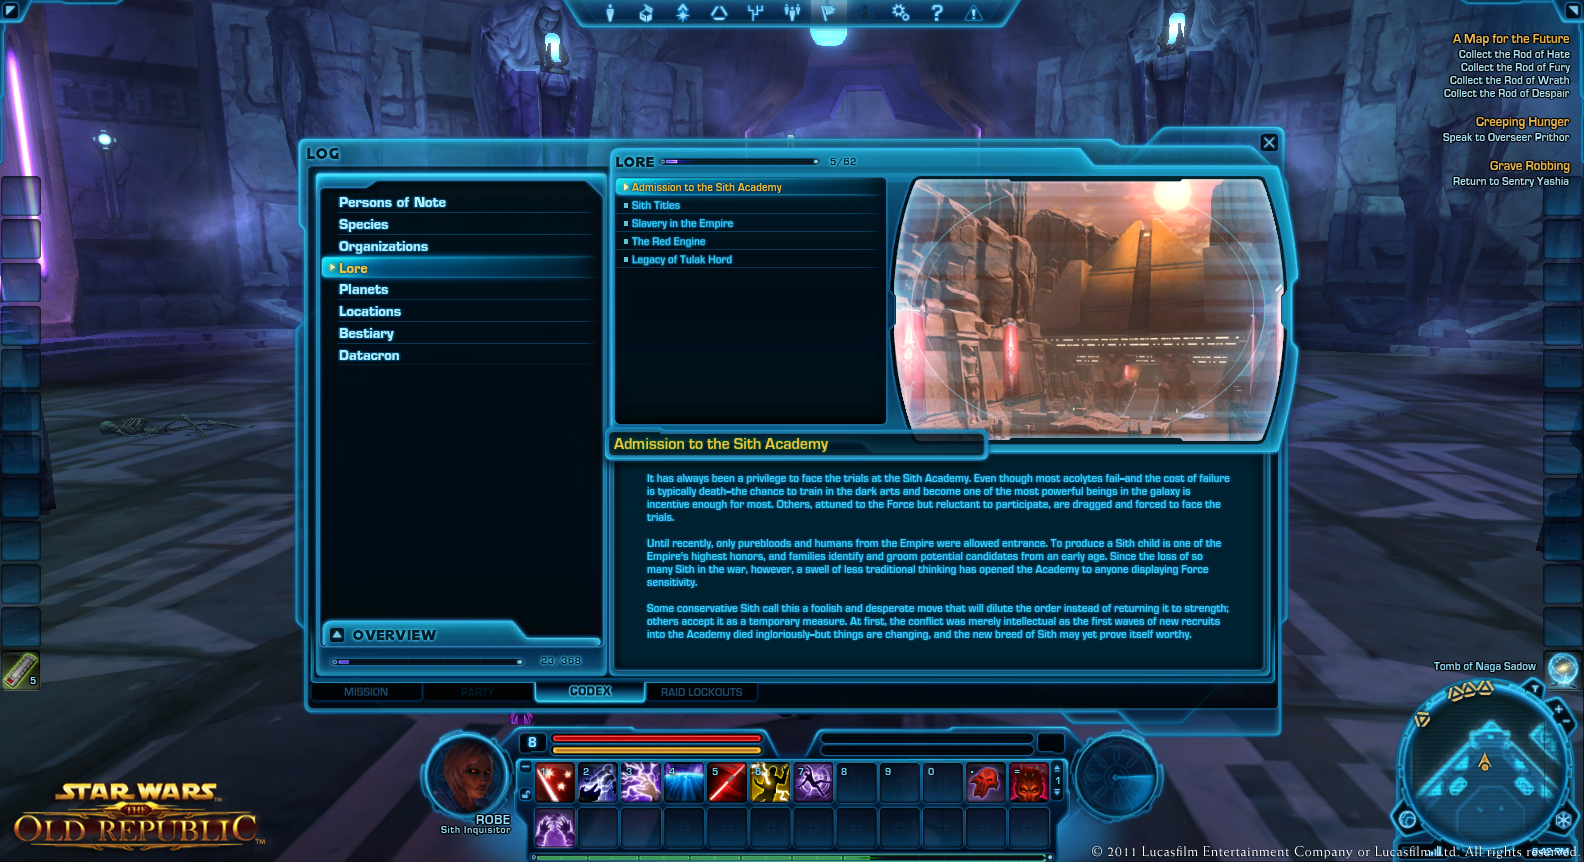 A Map for the Future
Collect the Rod of Hate
Collect the Rod of Fury
Collect the Rod of Wrath
Collect the Rod of Despair
Creeping Hunger
Speak to Overseer Prithor
Grave Robbing
Return to Sentry Yashia
LOG
Persons of Note
Species
Organizations
Lore
Planets
Locations
Bestiary
Datacron
OVERVIEW
23/368
LORE 5/62
Admission to the Sith Academy
Sith Titles
Slavery in the Empire
The Red Engine
Legacy of Tulak Hord
Admission to the Sith Academy
It has always been a privilege to face the trials at the Sith Academy. Even though most acolytes fail–and the cost of failure
is typically death–the chance to train in the dark arts and become one of the most powerful beings in the galaxy is
incentive enough for most. Others, attuned to the Force but reluctant to participate, are dragged and forced to face the
trials.
Until recently, only purebloods and humans from the Empire were allowed entrance. To produce a Sith child is one of the
Empire's highest honors, and families identify and groom potential candidates from an early age. Since the loss of so
many Sith in the war, however, a swell of less traditional thinking has opened the Academy to anyone displaying Force
sensitivity.
Some conservative Sith call this a foolish and desperate move that will dilute the order instead of returning it to strength;
others accept it as a temporary measure. At first, the conflict was merely intellectual as the first waves of new recruits
into the Academy died ingloriously–but things are changing, and the new breed of Sith may yet prove itself worthy.
MISSION PARTY CODEX RAID LOCKOUTS
5
Tomb of Naga Sadow
8
1 2 3 4 5 6 7 8 9 0 - =
1
ROBE
Sith Inquisitor
STAR WARS™
THE
OLD REPUBLIC™
© 2011 Lucasfilm Entertainment Company or Lucasfilm Ltd. All rights reserved.